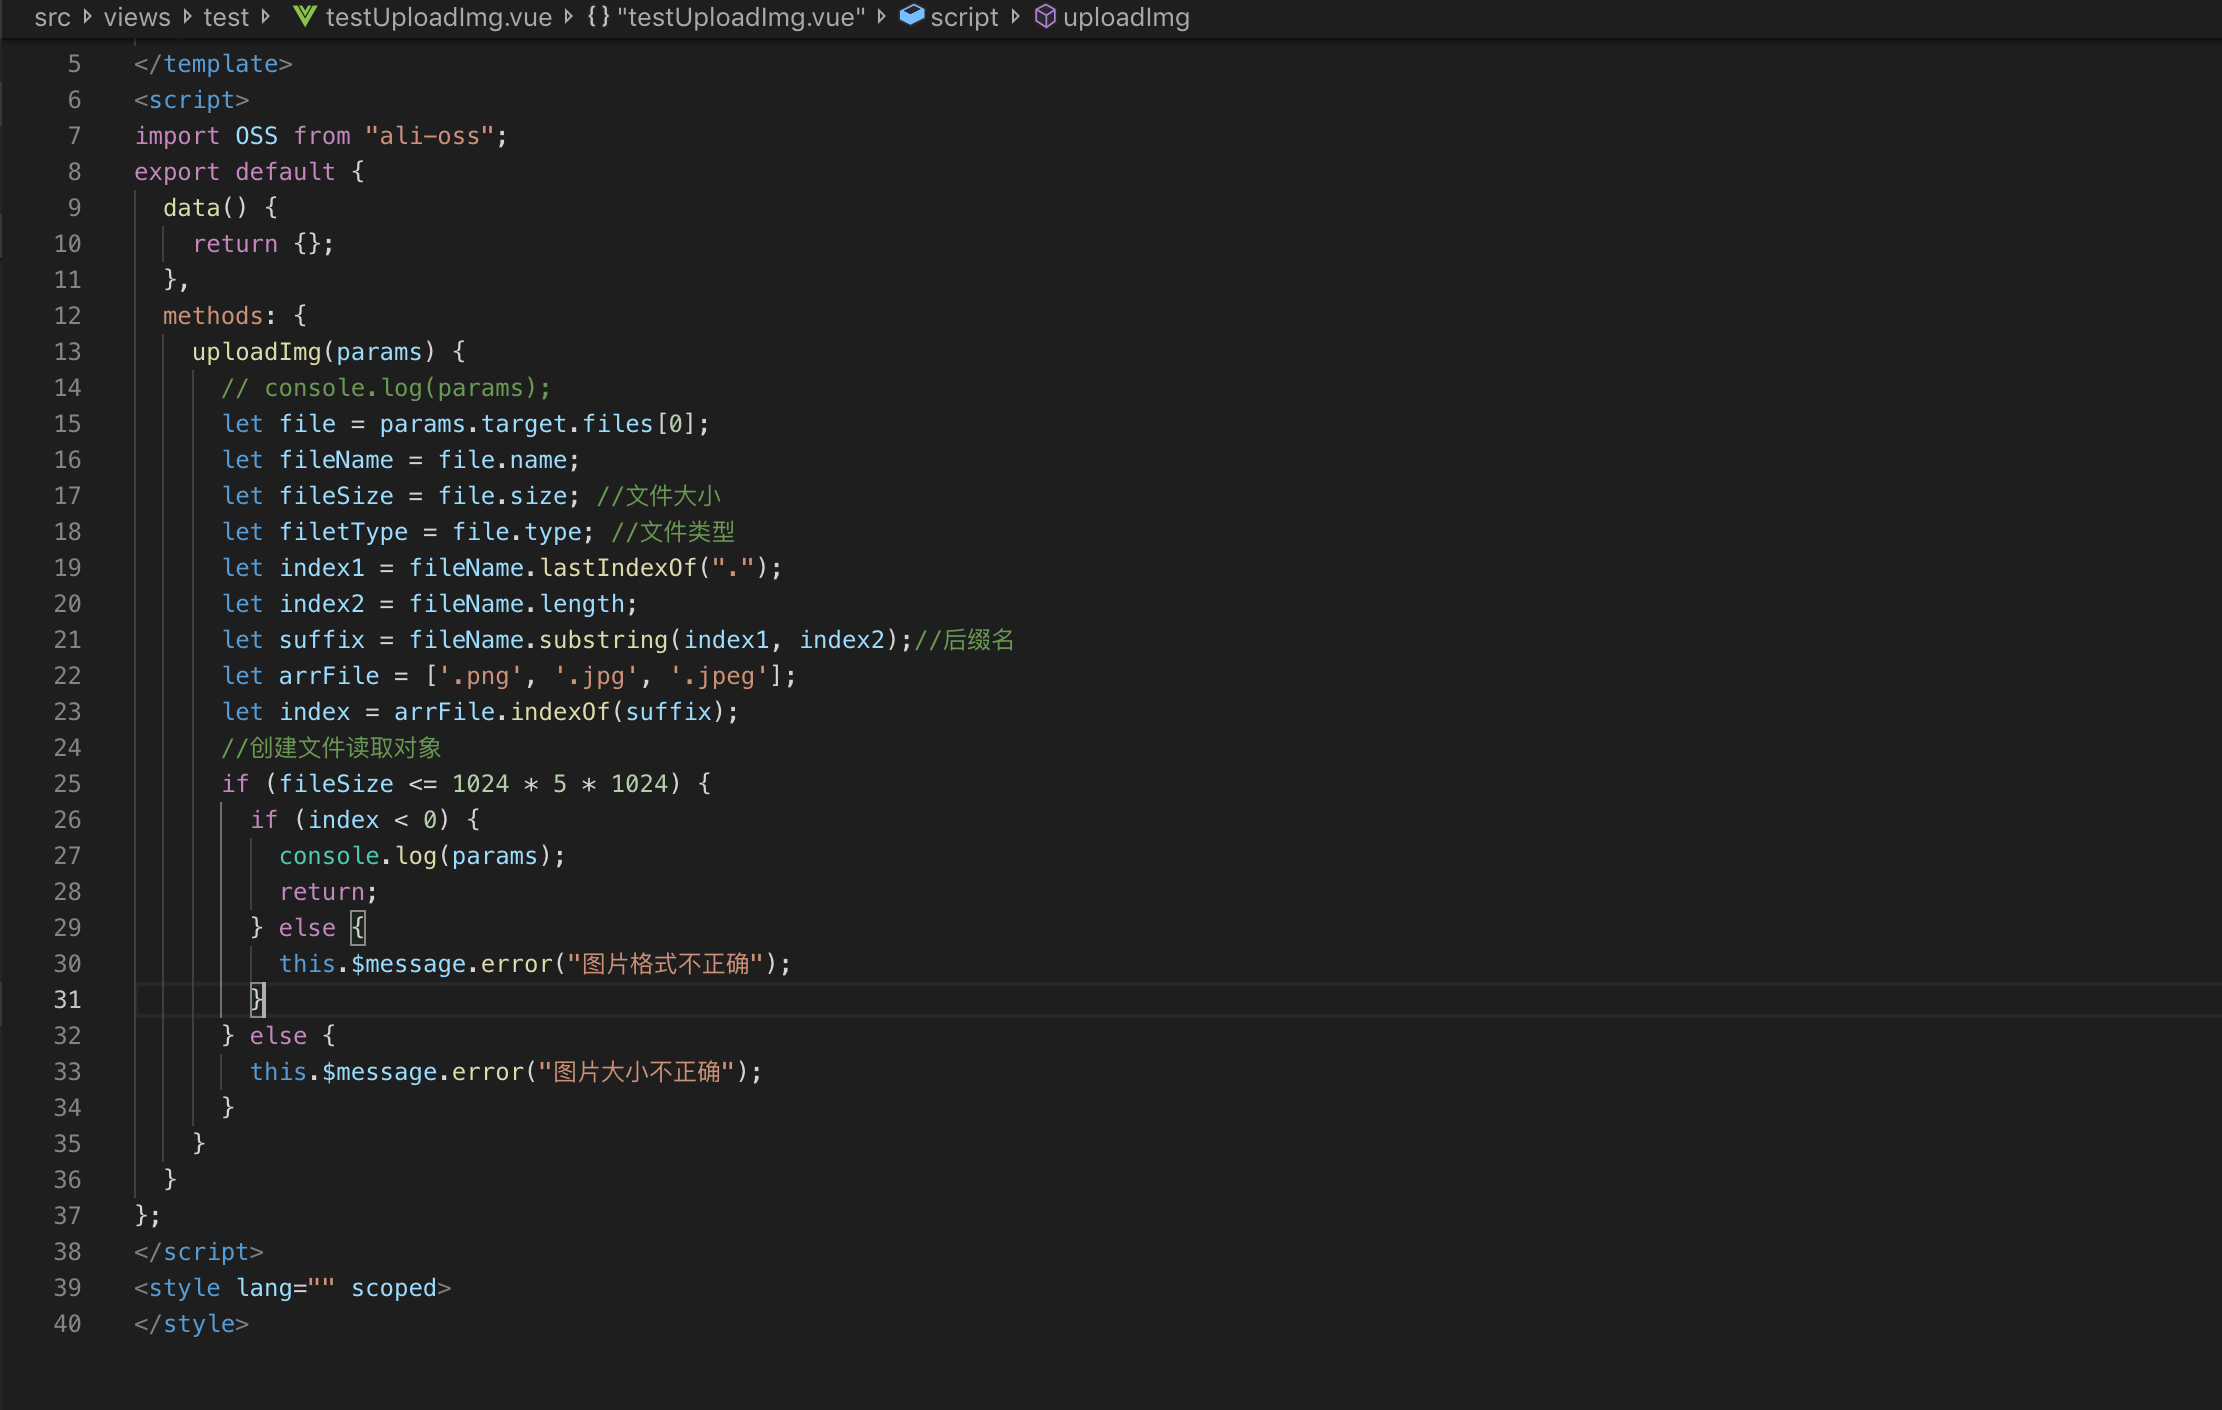 src views test testUploadImg.vue {} "testUploadImg.vue" script uploadImg
5 </template>
6 <script>
7 import OSS from "ali-oss";
8 export default {
9 data() {
10 return {};
11 },
12 methods: {
13 uploadImg(params) {
14 // console.log(params);
15 let file = params.target.files[0];
16 let fileName = file.name;
17 let fileSize = file.size; //文件大小
18 let filetType = file.type; //文件类型
19 let index1 = fileName.lastIndexOf(".");
20 let index2 = fileName.length;
21 let suffix = fileName.substring(index1, index2);//后缀名
22 let arrFile = ['.png', '.jpg', '.jpeg'];
23 let index = arrFile.indexOf(suffix);
24 //创建文件读取对象
25 if (fileSize <= 1024 * 5 * 1024) {
26 if (index < 0) {
27 console.log(params);
28 return;
29 } else {
30 this.$message.error("图片格式不正确");
31 }
32 } else {
33 this.$message.error("图片大小不正确");
34 }
35 }
36 }
37 };
38 </script>
39 <style lang="" scoped>
40 </style>